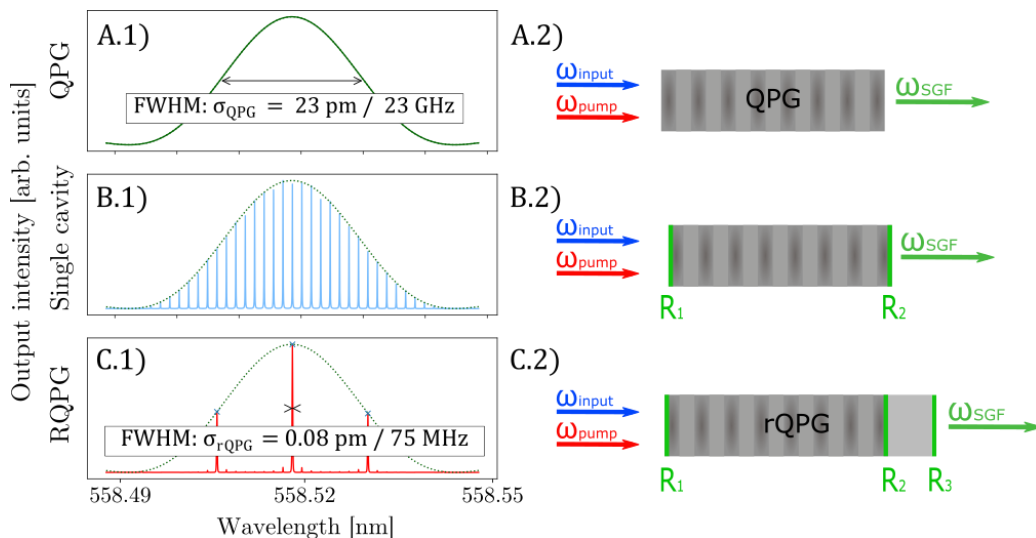 Output intensity [arb. units]
QPG
A.1)
FWHM: σQPG = 23 pm / 23 GHz
A.2)
ωinput
ωpump
QPG
ωSGF
Single cavity
B.1)
B.2)
ωinput
ωpump
ωSGF
R1
R2
RQPG
C.1)
FWHM: σrQPG = 0.08 pm / 75 MHz
558.49
558.52
558.55
Wavelength [nm]
C.2)
ωinput
ωpump
rQPG
ωSGF
R1
R2
R3